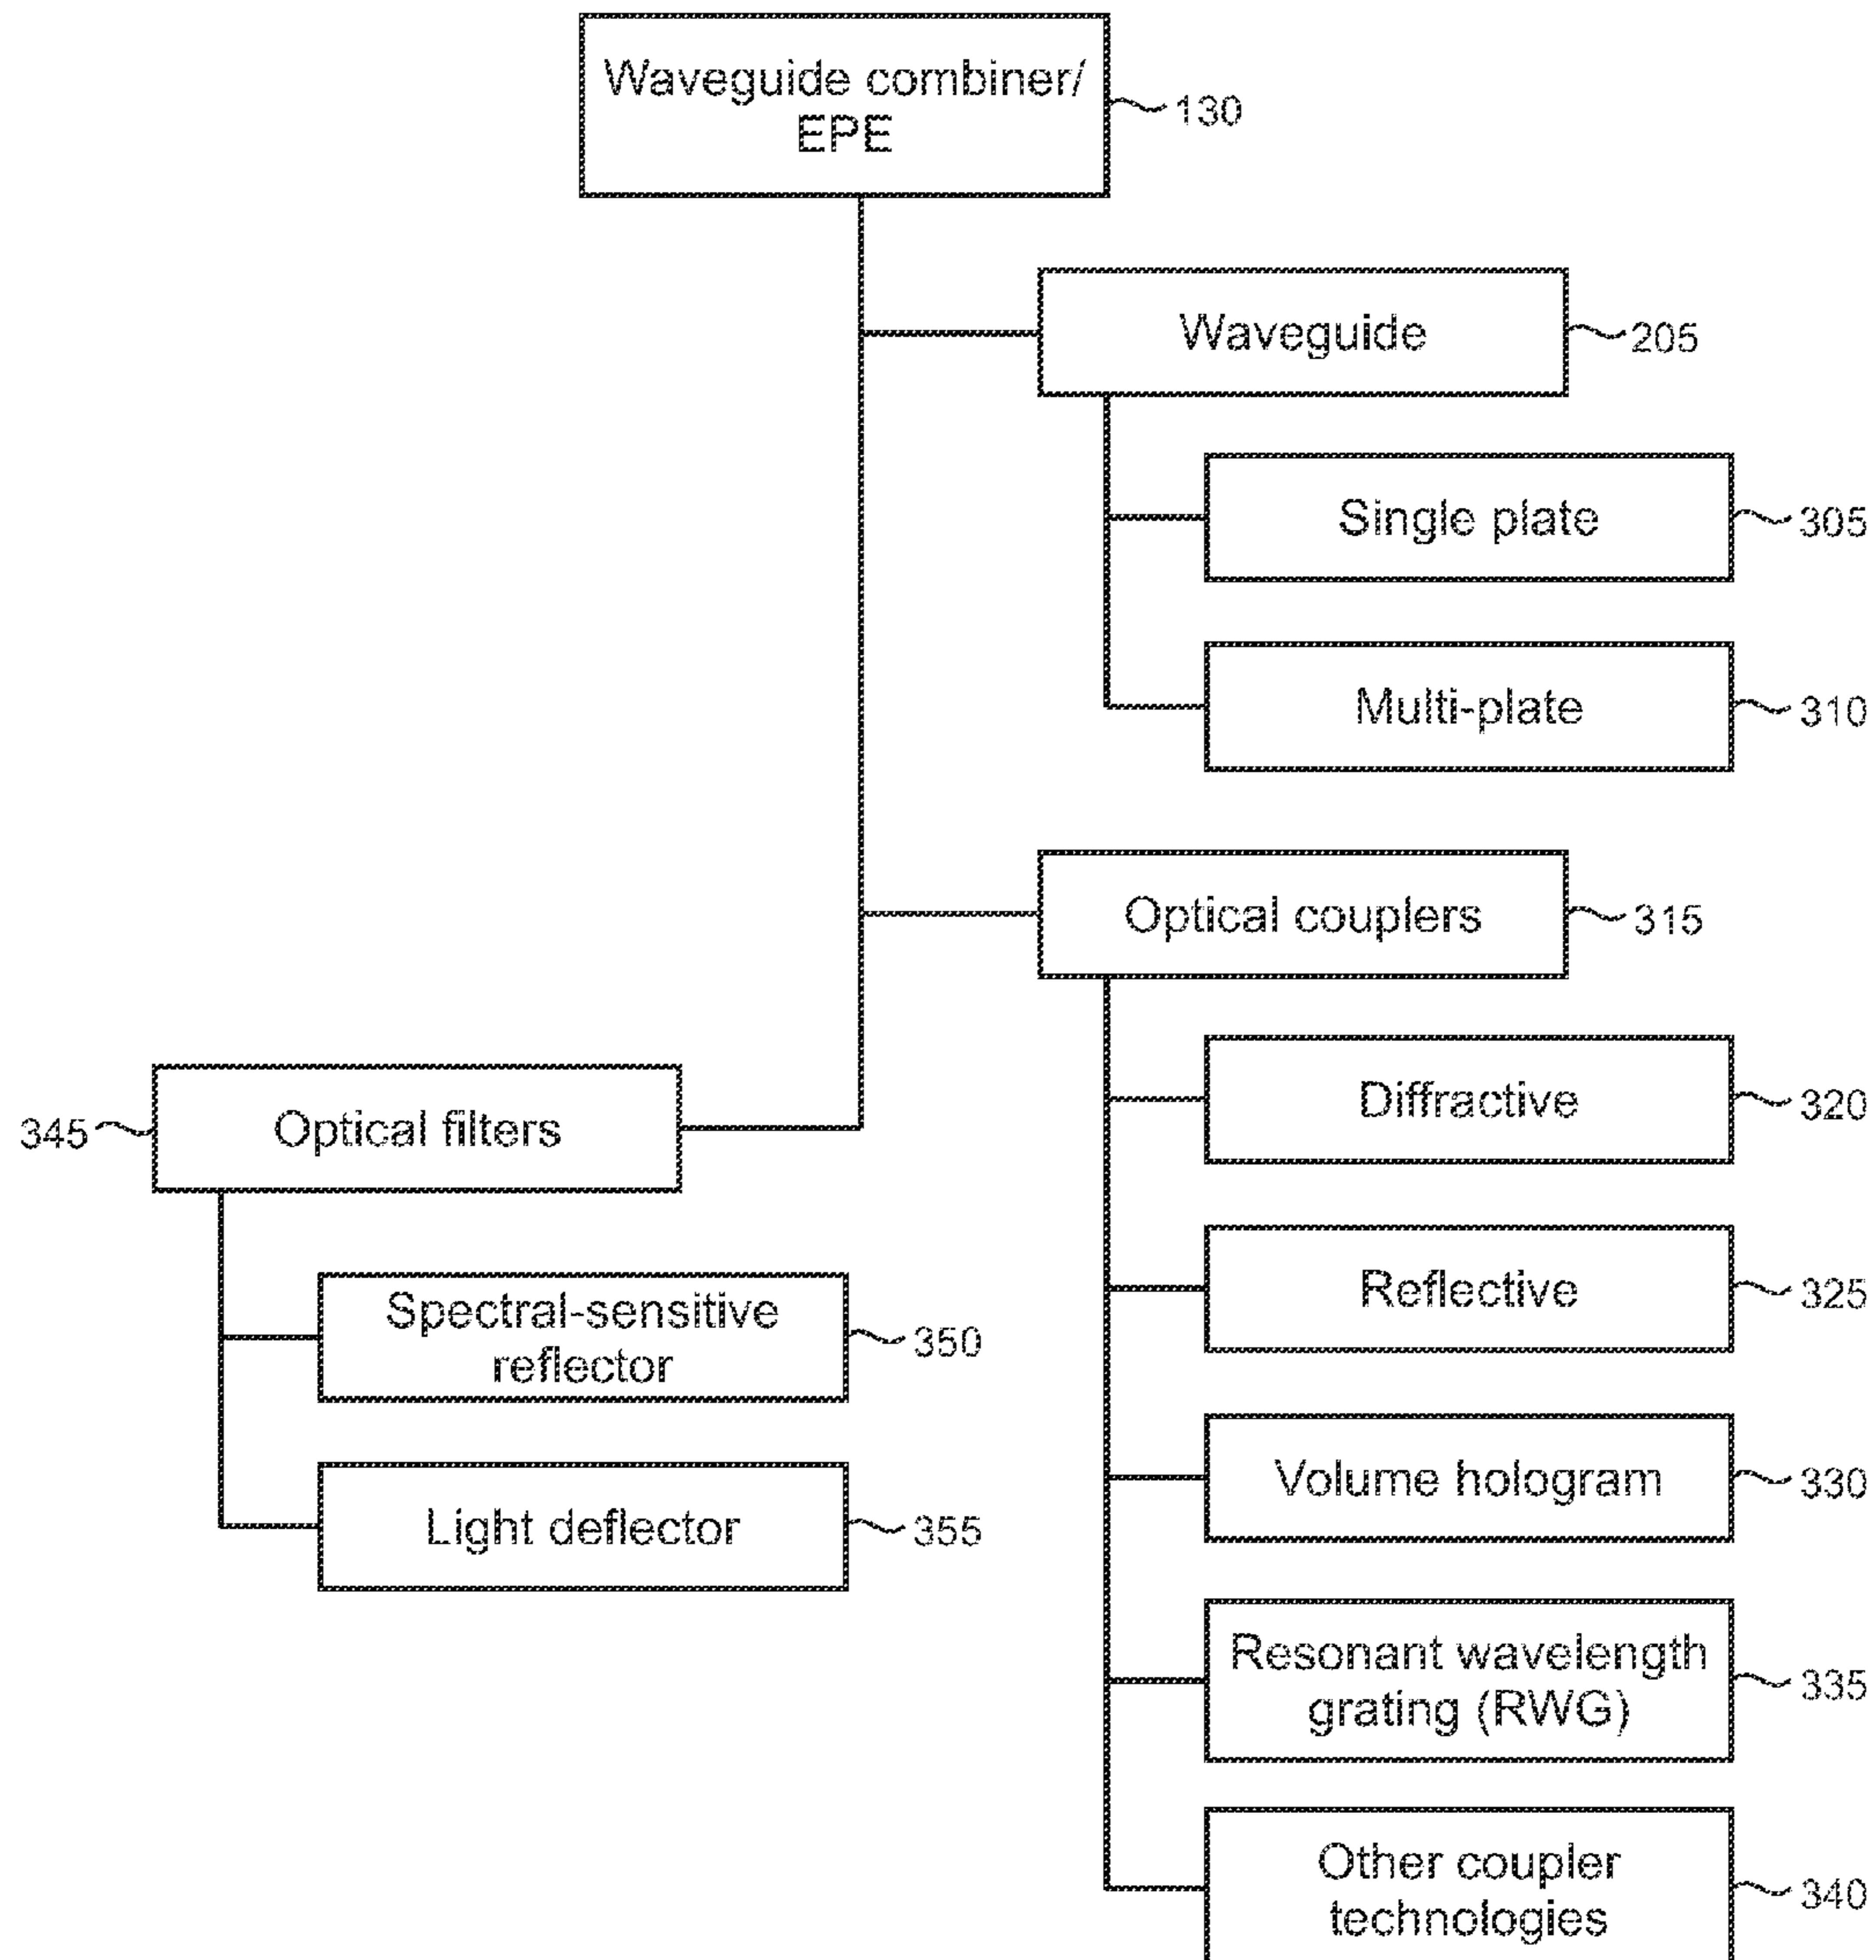 Waveguide combiner/
EPE
130
Waveguide
205
Single plate
305
Multi-plate
310
Optical couplers
315
Diffractive
320
345
Optical filters
Reflective
325
Spectral-sensitive
reflector
350
Volume hologram
330
Light deflector
355
Resonant wavelength
grating (RWG)
335
Other coupler
technologies
340